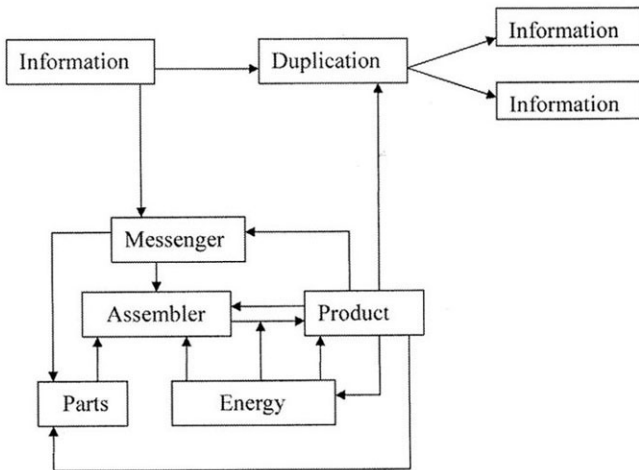 Information
Information
Duplication
Information
Messenger
Assembler
Product
Parts
Energy